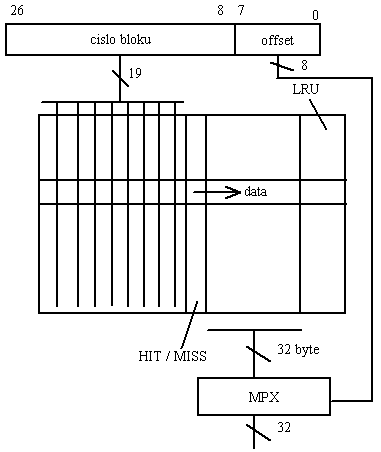 26 8 7 0
cislo bloku offset
19 8
LRU
data
HIT / MISS
32 byte
MPX
32